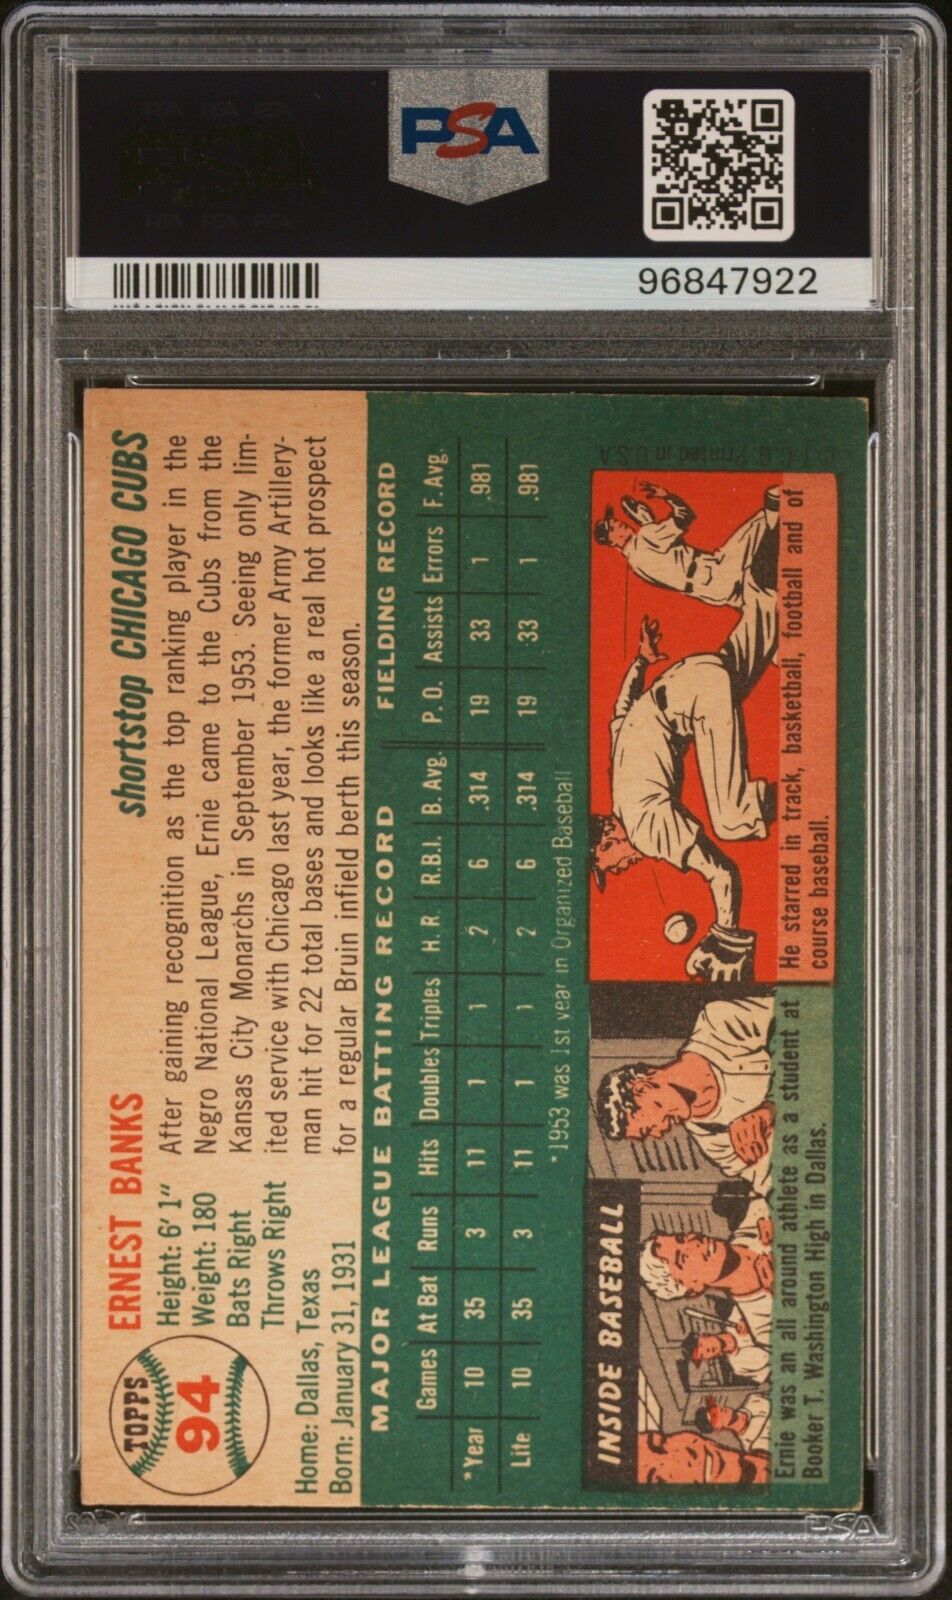 PSA PSA PSA
PSA
PSA PSA PSA
PSA
96847922
TOPPS
94
ERNEST BANKS
shortstop CHICAGO CUBS
Height: 6' 1"
Weight: 180
Bats Right
Throws Right
Home: Dallas, Texas
Born: January 31, 1931
After gaining recognition as the top ranking player in the
Negro National League, Ernie came to the Cubs from the
Kansas City Monarchs in September 1953. Seeing only lim-
ited service with Chicago last year, the former Army Artillery-
man hit for 22 total bases and looks like a real hot prospect
for a regular Bruin infield berth this season.
MAJOR LEAGUE BATTING RECORD FIELDING RECORD
Games At Bat Runs Hits Doubles Triples H. R. R.B.I. B. Avg. P. O. Assists Errors F. Avg.
*Year 10 35 3 11 1 1 2 6 .314 19 33 1 .981
Life 10 35 3 11 1 1 2 6 .314 19 33 1 .981
*1953 was 1st year in Organized Baseball
INSIDE BASEBALL
Ernie was an all around athlete as a student at
Booker T. Washington High in Dallas.
He starred in track, basketball, football and of
course baseball.
T. C. G. Printed in U.S.A.
PSA